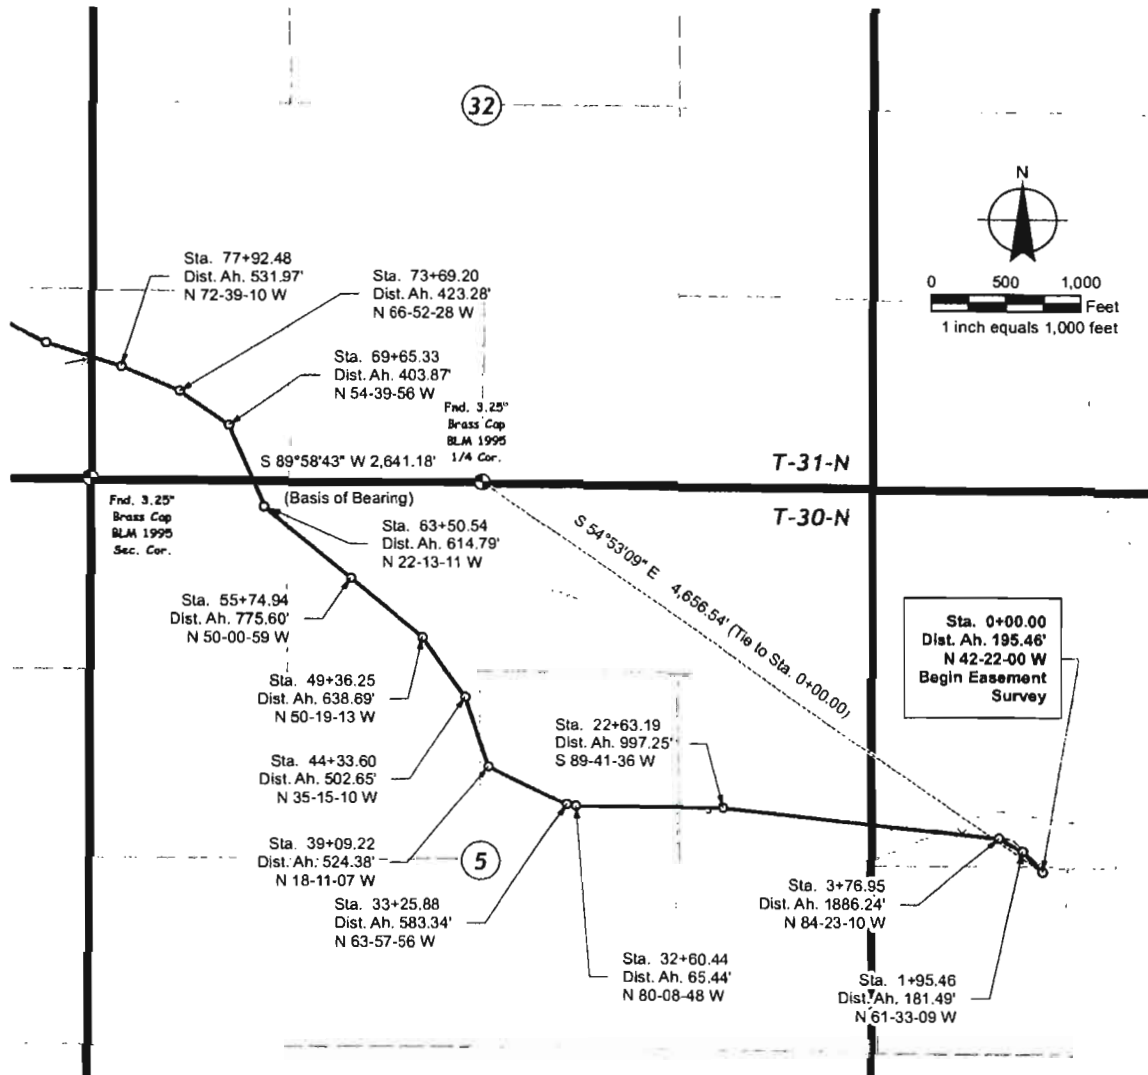 32
N
0 500 1,000
Feet
1 inch equals 1,000 feet
Sta. 77+92.48
Dist. Ah. 531.97'
N 72-39-10 W
Sta. 73+69.20
Dist. Ah. 423.28'
N 66-52-28 W
Sta. 69+65.33
Dist. Ah. 403.87'
N 54-39-56 W
Fnd. 3.25"
Brass Cap
BLM 1995
1/4 Cor.
S 89°58'43" W 2,641.18'
(Basis of Bearing)
T-31-N
T-30-N
Fnd. 3.25"
Brass Cap
BLM 1995
Sec. Cor.
Sta. 63+50.54
Dist. Ah. 614.79'
N 22-13-11 W
S 54°53'09" E 4,656.54' (Tie to Sta. 0+00.00)
Sta. 55+74.94
Dist. Ah. 775.60'
N 50-00-59 W
Sta. 0+00.00
Dist. Ah. 195.46'
N 42-22-00 W
Begin Easement
Survey
Sta. 49+36.25
Dist. Ah. 638.69'
N 50-19-13 W
Sta. 22+63.19
Dist. Ah. 997.25'
S 89-41-36 W
Sta. 44+33.60
Dist. Ah. 502.65'
N 35-15-10 W
Sta. 39+09.22
Dist. Ah. 524.38'
N 18-11-07 W
5
Sta. 33+25.88
Dist. Ah. 583.34'
N 63-57-56 W
Sta. 3+76.95
Dist. Ah. 1886.24'
N 84-23-10 W
Sta. 32+60.44
Dist. Ah. 65.44'
N 80-08-48 W
Sta. 1+95.46
Dist. Ah. 181.49'
N 61-33-09 W